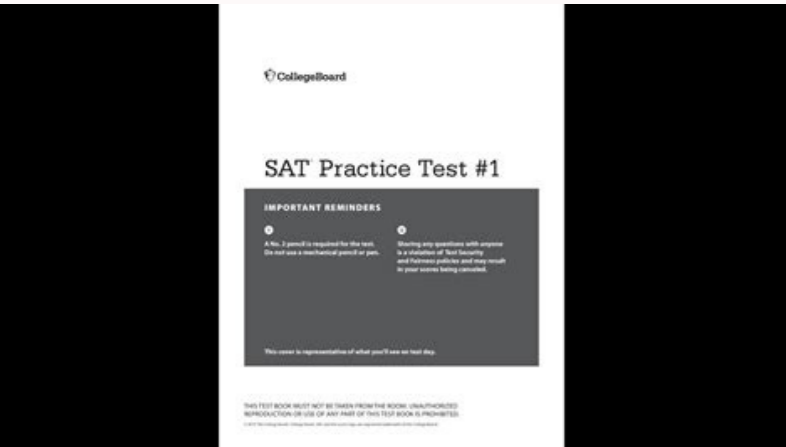 CollegeBoard
SAT® Practice Test #1
IMPORTANT REMINDERS
A No. 2 pencil is required for the test.
Do not use a mechanical pencil or pen.
Sharing any questions with anyone
is a violation of Test Security
and Fairness policies and may result
in your scores being canceled.
This cover is representative of what you'll see on test day.
THIS TEST BOOK MUST NOT BE TAKEN FROM THE ROOM. UNAUTHORIZED
REPRODUCTION OR USE OF ANY PART OF THIS TEST BOOK IS PROHIBITED.